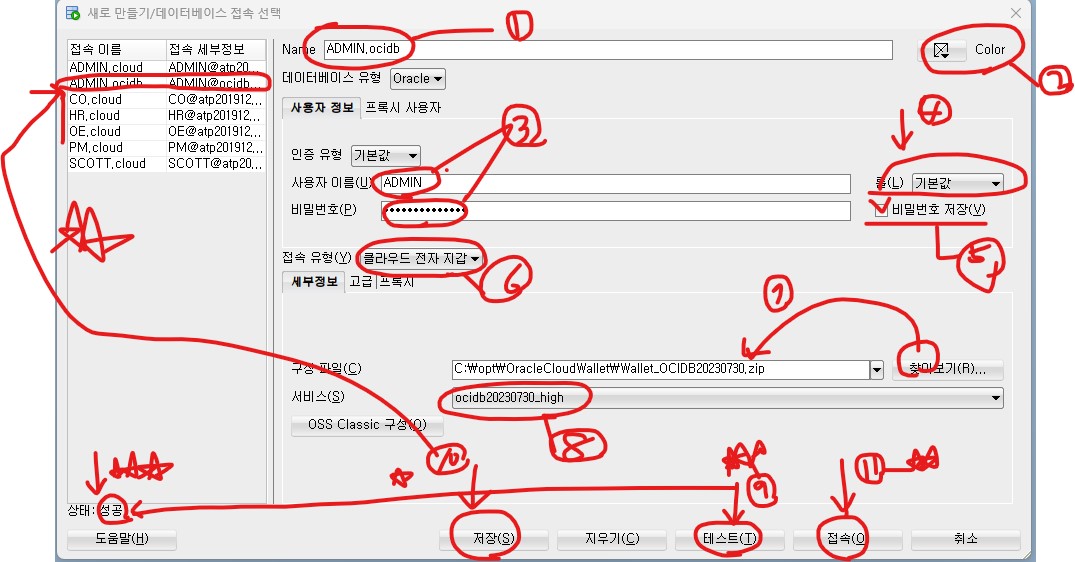 새로 만들기/데이터베이스 접속 선택
접속 이름 접속 세부정보
ADMIN,cloud ADMIN@atp20...
ADMIN,ocidb ADMIN@ocidb...
CO,cloud CO@atp201912...
HR,cloud HR@atp201912...
OE,cloud OE@atp201912...
PM,cloud PM@atp201912...
SCOTT,cloud SCOTT@atp20...
Name ADMIN,ocidb Color
1
2
데이터베이스 유형 Oracle
사용자 정보 프록시 사용자
3
4
인증 유형 기본값
사용자 이름(U) ADMIN 롤(L) 기본값
비밀번호(P) 비밀번호 저장(V)
5
접속 유형(Y) 클라우드 전자 지갑
6
세부정보 고급 프록시
7
구성 파일(C) C:₩opt₩OracleCloudWallet₩Wallet_OCIDB20230730,zip 찾아보기(R)...
서비스(S) ocidb20230730_high
OSS Classic 구성(O)
8
10
9
11
상태:성공
도움말(H) 저장(S) 지우기(C) 테스트(T) 접속(O) 취소